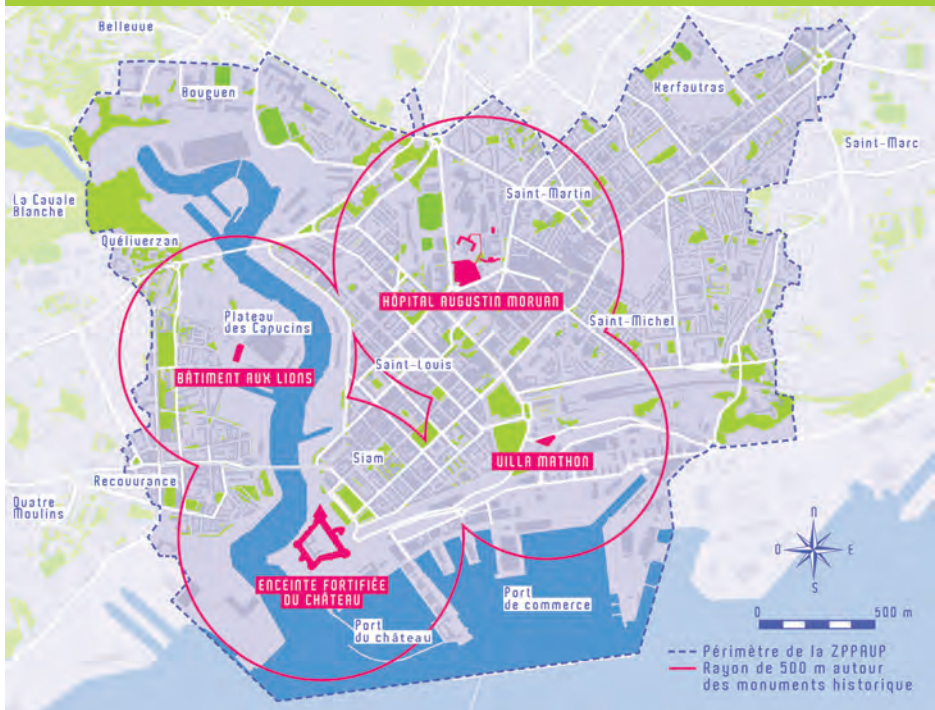 Bellevue
Bouguen
Kerfautras
Saint-Marc
La Cavale
Blanche
Saint-Martin
Quéliverzan
HÔPITAL AUGUSTIN MORVAN
Plateau
des Capucins
Saint-Michel
Saint-Louis
BÂTIMENT AUX LIONS
Siam
VILLA MATHON
Recouvrance
Quatre
Moulins
n
O
E
S
ENCEINTE FORTIFIÉE
DU CHÂTEAU
Port
de commerce
Port
du château
0 500 m
Périmètre de la ZPPAUP
Rayon de 500 m autour
des monuments historique